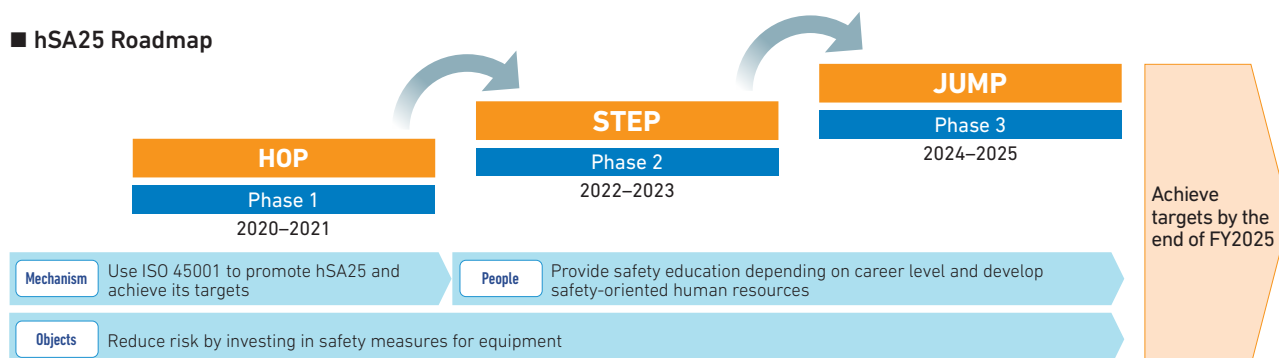 ■ hSA25 Roadmap
HOP
Phase 1
2020–2021
STEP
Phase 2
2022–2023
JUMP
Phase 3
2024–2025
Mechanism
Use ISO 45001 to promote hSA25 and
achieve its targets
People
Provide safety education depending on career level and develop
safety-oriented human resources
Objects
Reduce risk by investing in safety measures for equipment
Achieve
targets by the
end of FY2025